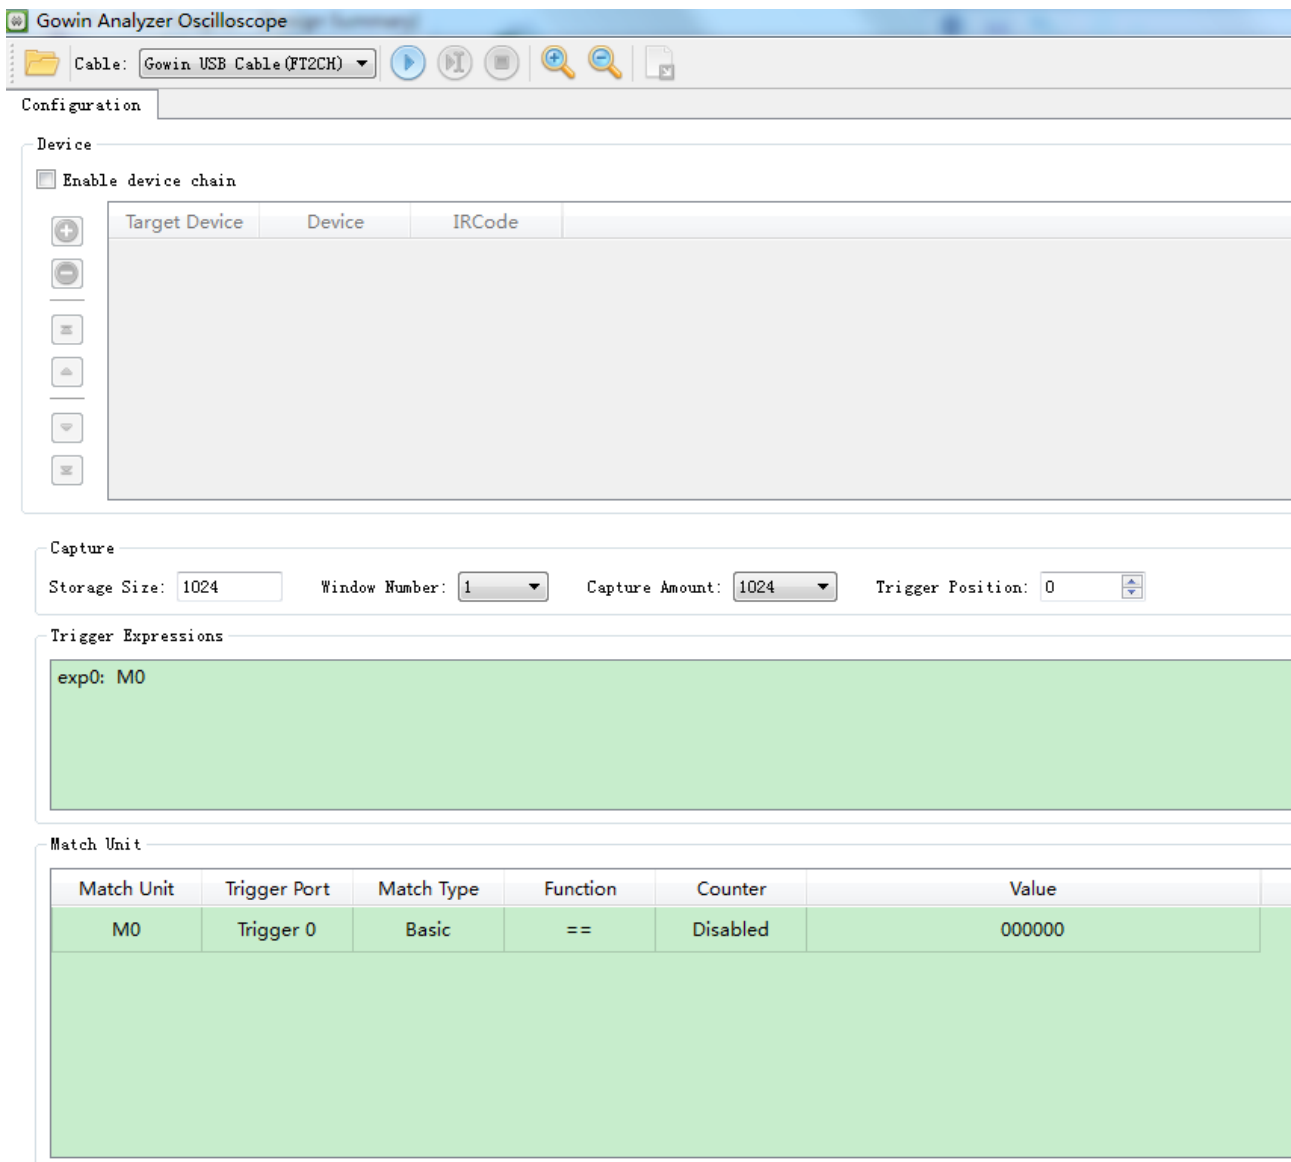 Gowin Analyzer Oscilloscope
Cable: Gowin USB Cable(FT2CH)
Configuration
Device
Enable device chain
Target Device Device IRCode
Capture
Storage Size: 1024 Window Number: 1 Capture Amount: 1024 Trigger Position: 0
Trigger Expressions
exp0: M0
Match Unit
Match Unit Trigger Port Match Type Function Counter Value
M0 Trigger 0 Basic == Disabled 000000